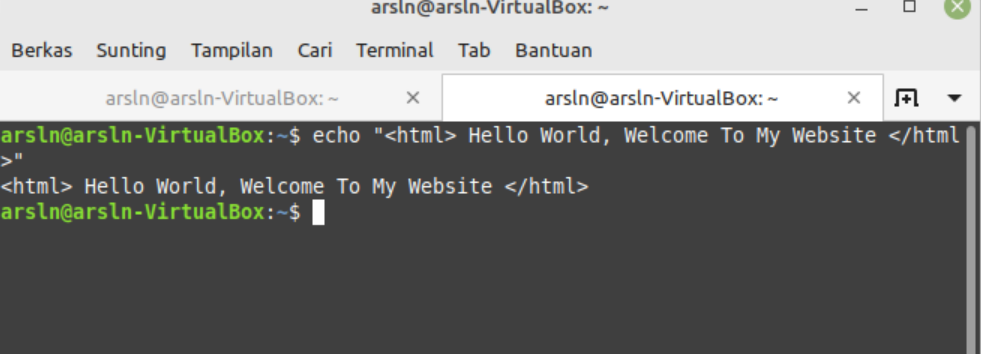 arsln@arsln-VirtualBox: ~
Berkas Sunting Tampilan Cari Terminal Tab Bantuan
arsln@arsln-VirtualBox: ~ arsln@arsln-VirtualBox: ~
arsln@arsln-VirtualBox:~$ echo "<html> Hello World, Welcome To My Website </html
>"
<html> Hello World, Welcome To My Website </html>
arsln@arsln-VirtualBox:~$